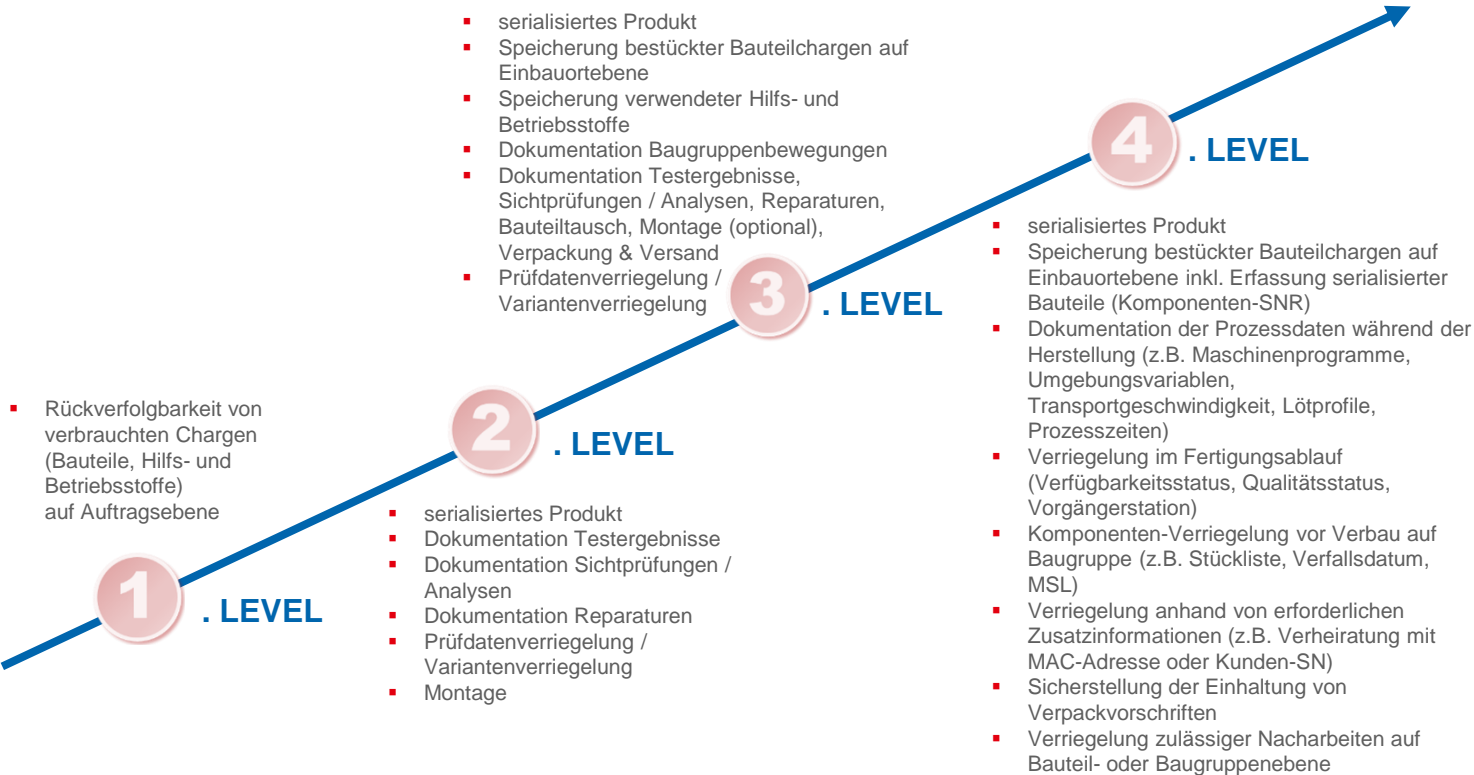 ▪ Rückverfolgbarkeit von
verbrauchten Chargen
(Bauteile, Hilfs- und
Betriebsstoffe)
auf Auftragsebene
1 . LEVEL
2 . LEVEL
▪ serialisiertes Produkt
▪ Dokumentation Testergebnisse
▪ Dokumentation Sichtprüfungen /
Analysen
▪ Dokumentation Reparaturen
▪ Prüfdatenverriegelung /
Variantenverriegelung
▪ Montage
▪ serialisiertes Produkt
▪ Speicherung bestückter Bauteilchargen auf
Einbauortebene
▪ Speicherung verwendeter Hilfs- und
Betriebsstoffe
▪ Dokumentation Baugruppenbewegungen
▪ Dokumentation Testergebnisse,
Sichtprüfungen / Analysen, Reparaturen,
Bauteiltausch, Montage (optional),
Verpackung & Versand
▪ Prüfdatenverriegelung /
Variantenverriegelung
3 . LEVEL
4 . LEVEL
▪ serialisiertes Produkt
▪ Speicherung bestückter Bauteilchargen auf
Einbauortebene inkl. Erfassung serialisierter
Bauteile (Komponenten-SNR)
▪ Dokumentation der Prozessdaten während der
Herstellung (z.B. Maschinenprogramme,
Umgebungsvariablen,
Transportgeschwindigkeit, Lötprofile,
Prozesszeiten)
▪ Verriegelung im Fertigungsablauf
(Verfügbarkeitsstatus, Qualitätsstatus,
Vorgängerstation)
▪ Komponenten-Verriegelung vor Verbau auf
Baugruppe (z.B. Stückliste, Verfallsdatum,
MSL)
▪ Verriegelung anhand von erforderlichen
Zusatzinformationen (z.B. Verheiratung mit
MAC-Adresse oder Kunden-SN)
▪ Sicherstellung der Einhaltung von
Verpackvorschriften
▪ Verriegelung zulässiger Nacharbeiten auf
Bauteil- oder Baugruppenebene